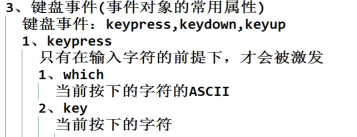 3、键盘事件(事件对象的常用属性)
键盘事件：keypress,keydown,keyup
1、keypress
只有在输入字符的前提下，才会被激发
1、which
当前按下的字符的ASCII
2、key
当前按下的字符